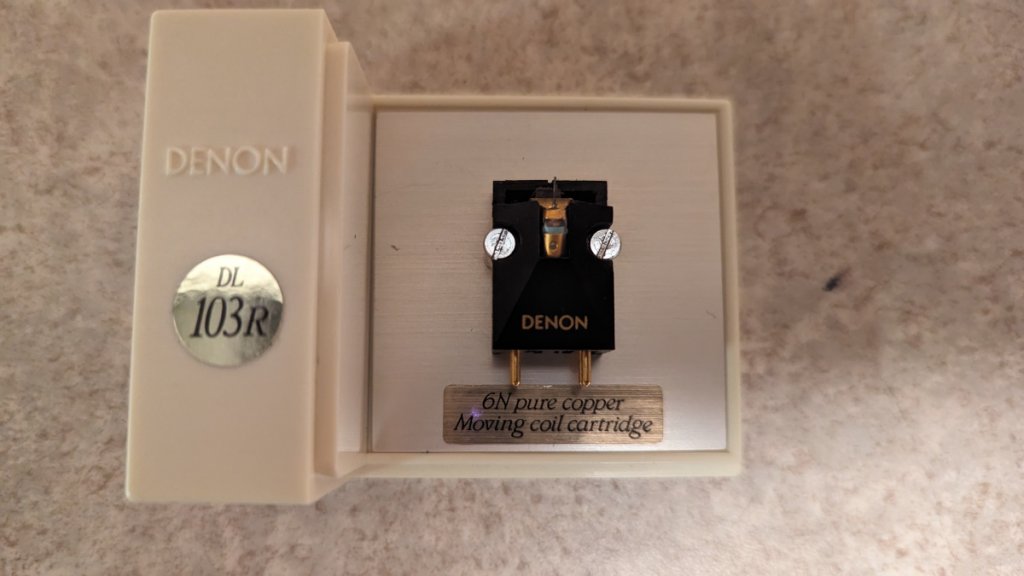 DENON
DL
103R
DENON
6N pure copper
Moving coil cartridge